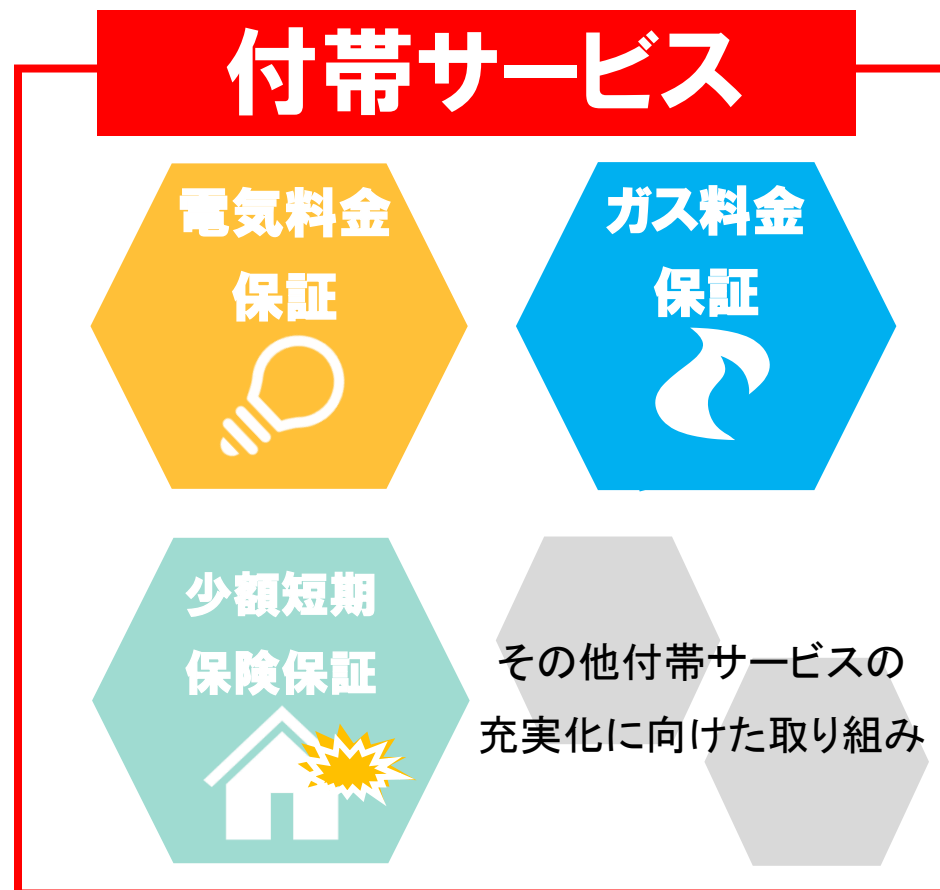 付帯サービス
電気料金
保証
ガス料金
保証
少額短期
保険保証
その他付帯サービスの
充実化に向けた取り組み